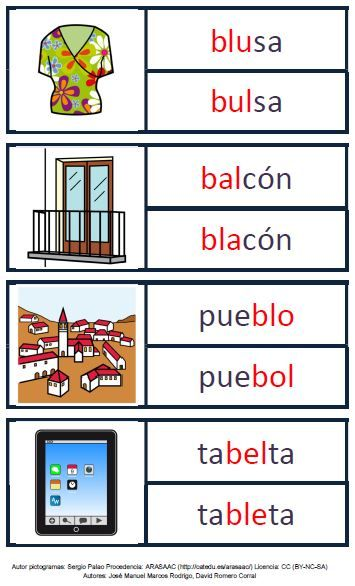 blusa
bulsa
balcón
blacón
pueblo
puebol
tabelta
tableta
Autor pictogramas: Sergio Palao Procedencia: ARASAAC (http://catedu.es/arasaac/) Licencia: CC (BY-NC-SA)
Autores: José Manuel Marcos Rodrigo, David Romero Corral